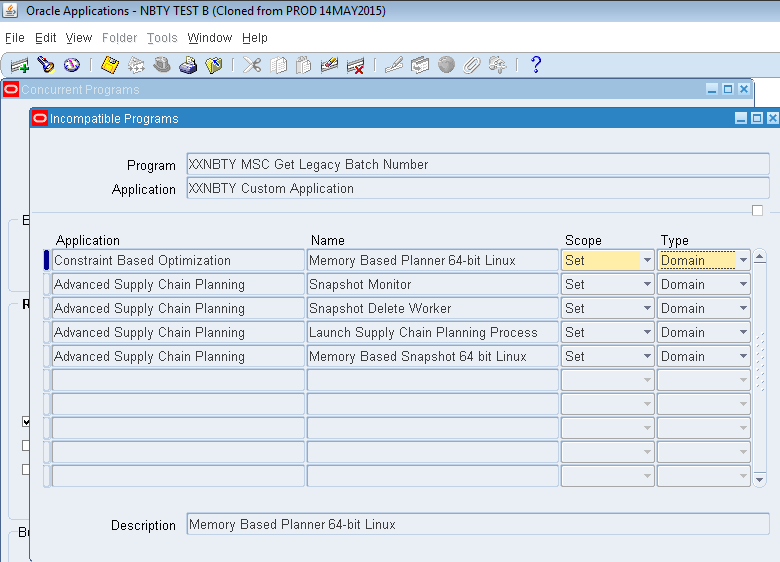 Oracle Applications - NBTY TEST B (Cloned from PROD 14MAY2015)
File Edit View Folder Tools Window Help
Concurrent Programs
Incompatible Programs
Program XXNBTY MSC Get Legacy Batch Number
Application XXNBTY Custom Application
Application Name Scope Type
Constraint Based Optimization Memory Based Planner 64-bit Linux Set Domain
Advanced Supply Chain Planning Snapshot Monitor Set Domain
Advanced Supply Chain Planning Snapshot Delete Worker Set Domain
Advanced Supply Chain Planning Launch Supply Chain Planning Process Set Domain
Advanced Supply Chain Planning Memory Based Snapshot 64 bit Linux Set Domain
Description Memory Based Planner 64-bit Linux